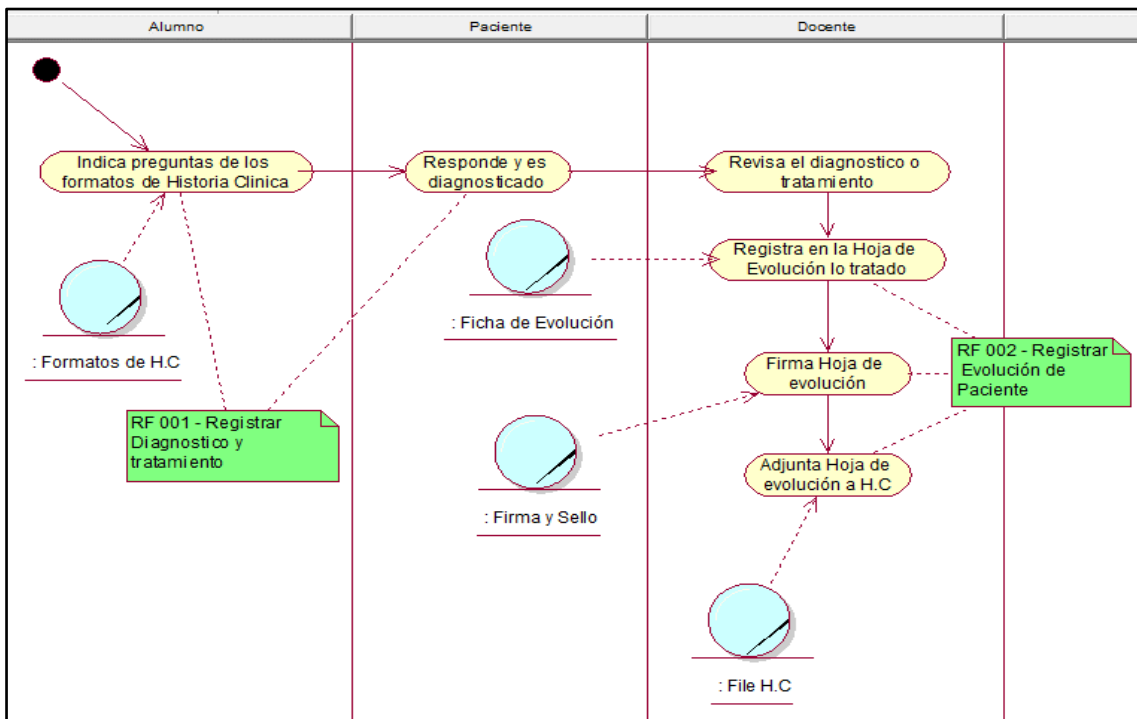 Alumno
Paciente
Docente
Indica preguntas de los
formatos de Historia Clinica
Responde y es
diagnosticado
Revisa el diagnostico o
tratamiento
Registra en la Hoja de
Evolución lo tratado
: Formatos de H.C
: Ficha de Evolución
RF 001 - Registrar
Diagnostico y
tratamiento
Firma Hoja de
evolución
RF 002 - Registrar
Evolución de
Paciente
: Firma y Sello
Adjunta Hoja de
evolución a H.C
: File H.C